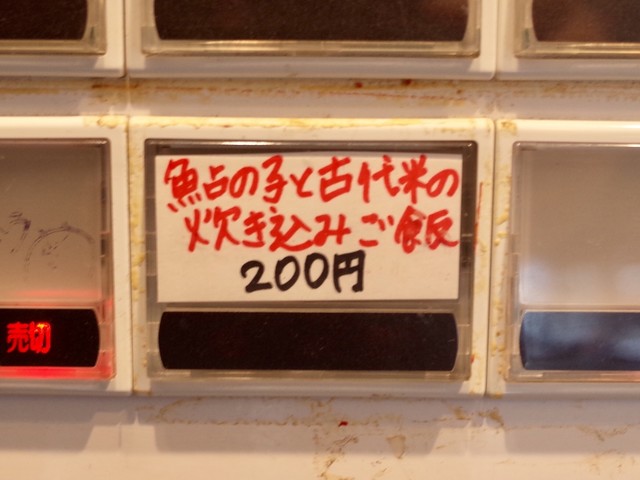 鮎の子と古代米の
炊き込みご飯
200円
売切